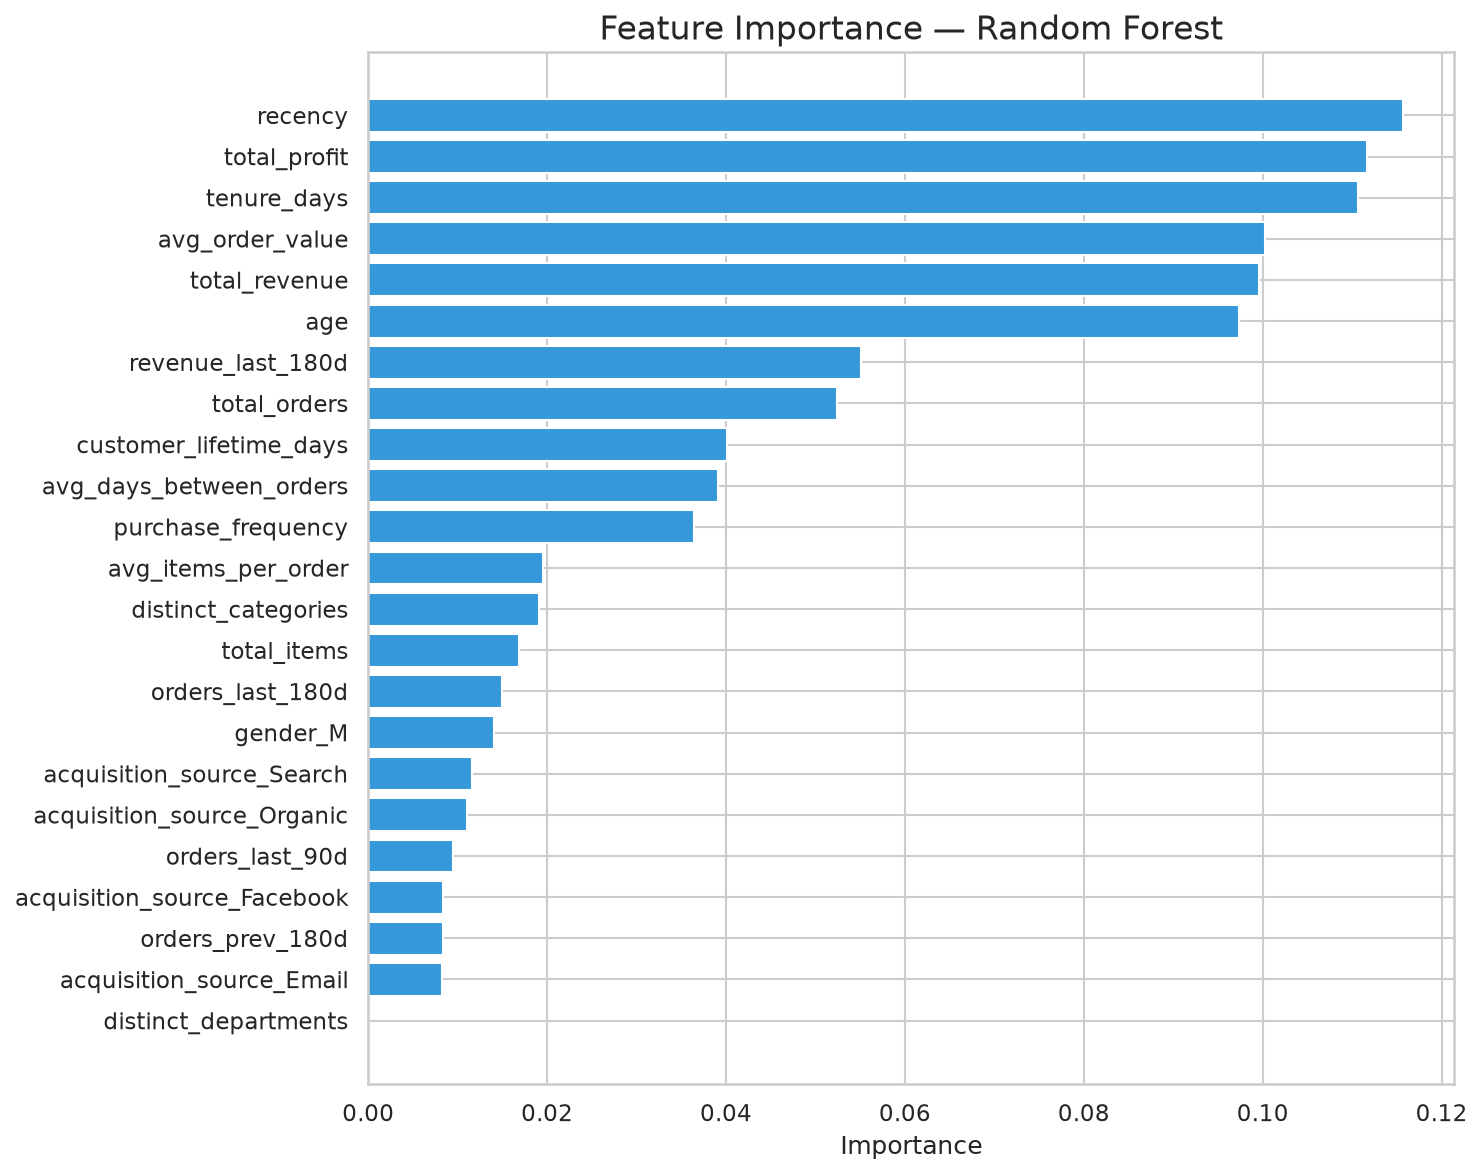 Feature Importance — Random Forest
recency
total_profit
tenure_days
avg_order_value
total_revenue
age
revenue_last_180d
total_orders
customer_lifetime_days
avg_days_between_orders
purchase_frequency
avg_items_per_order
distinct_categories
total_items
orders_last_180d
gender_M
acquisition_source_Search
acquisition_source_Organic
orders_last_90d
acquisition_source_Facebook
orders_prev_180d
acquisition_source_Email
distinct_departments
0.00 0.02 0.04 0.06 0.08 0.10 0.12
Importance